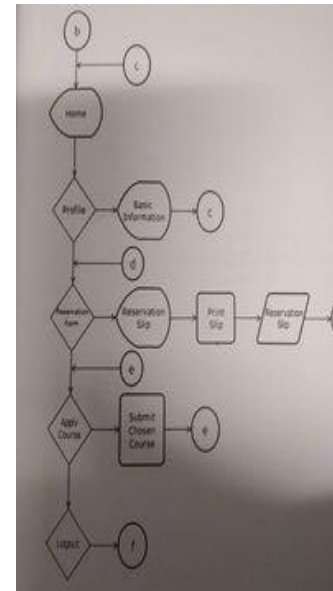 b
c
Home
Profile
Basic
Information
c
d
Reservation
Form
Reservation
Slip
Print
Slip
Reservation
Slip
e
Apply
Course
Submit
Chosen
Course
e
Logout
f